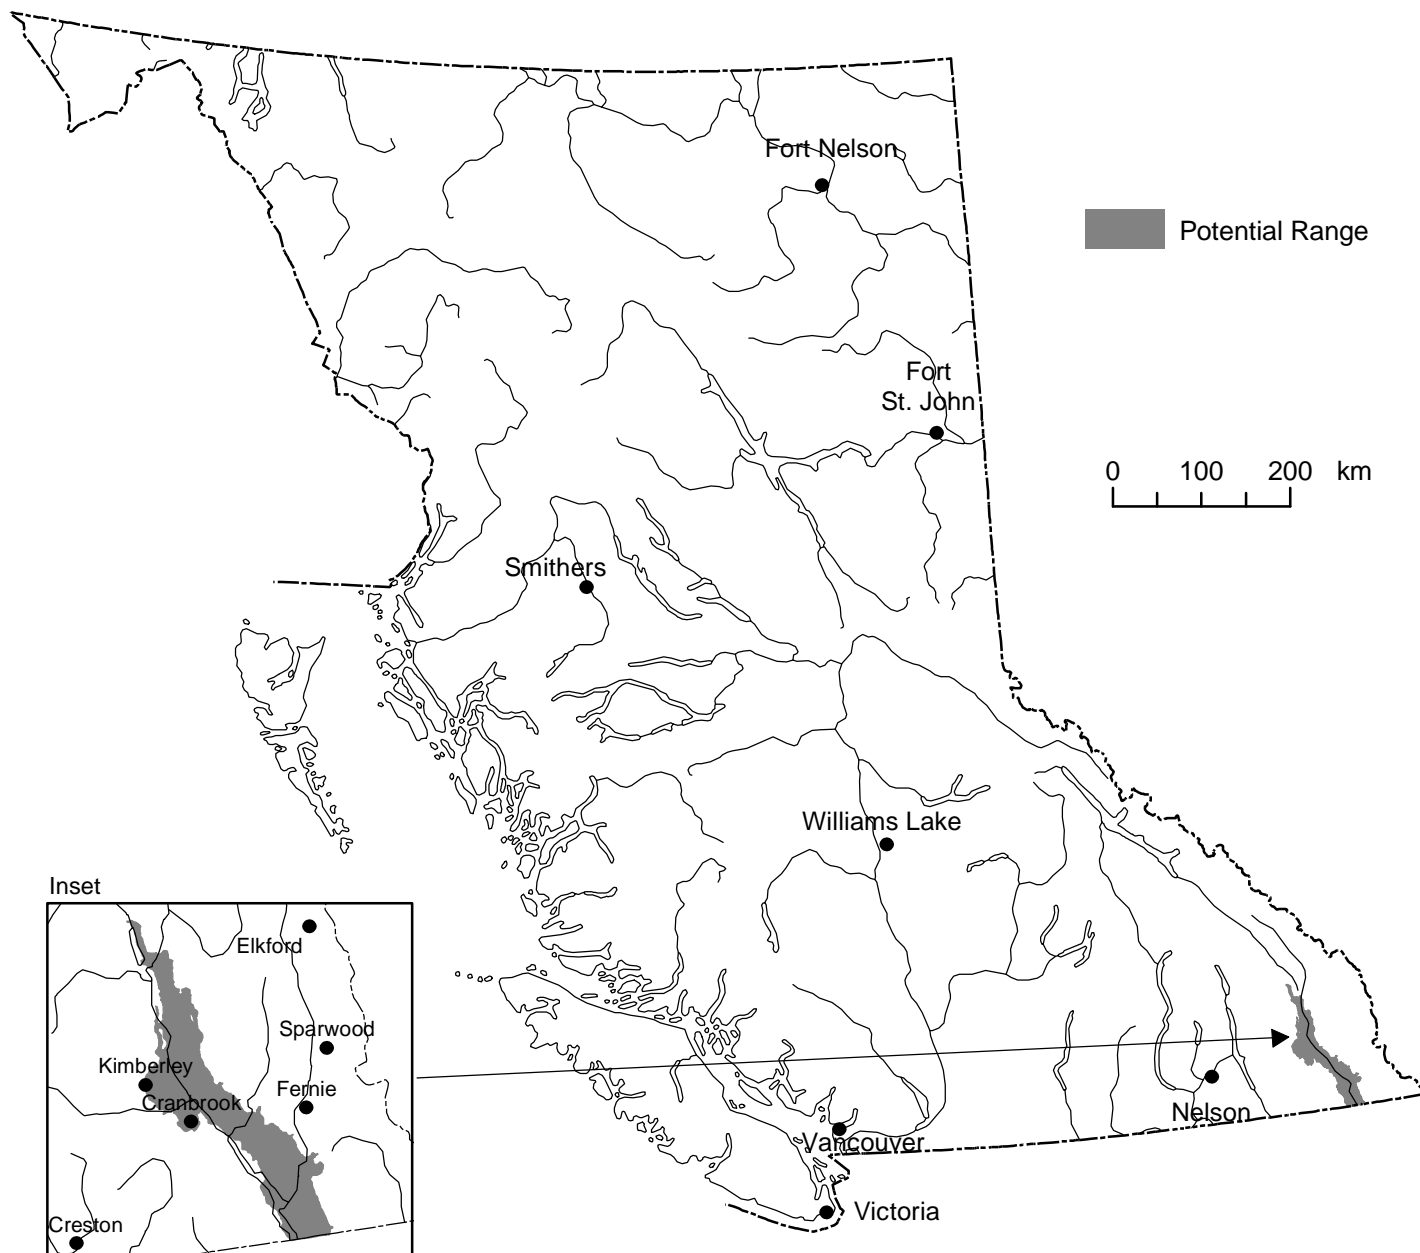 Fort Nelson
Potential Range
Fort
St. John
0 100 200 km
Smithers
Williams Lake
Inset
Elkford
Sparwood
Kimberley
Fernie
Cranbrook
Nelson
Vancouver
Creston
Victoria